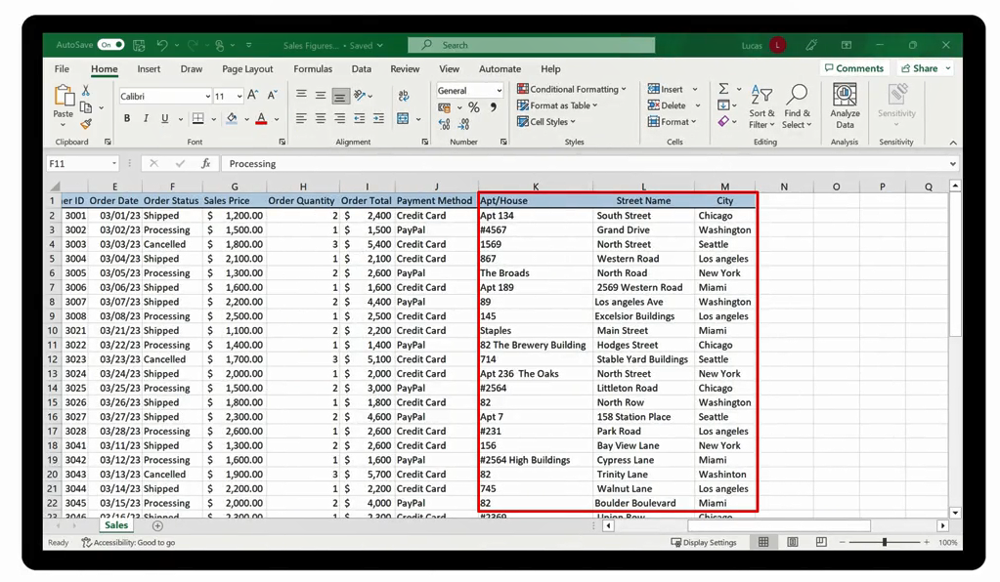 AutoSave On Sales Figures... • Saved Search Lucas L
File Home Insert Draw Page Layout Formulas Data Review View Automate Help Comments Share
Calibri 11 A A General Conditional Formatting Insert Σ
Paste % , Format as Table Delete Sort & Find & Analyze Sensitivity
B I U A Cell Styles Format Filter Select Data
Clipboard Font Alignment Number Styles Cells Editing Analysis Sensitivity
F11 fx Processing
E F G H I J K L M N O P Q
1 er ID Order Date Order Status Sales Price Order Quantity Order Total Payment Method Apt/House Street Name City
2 3001 03/01/23 Shipped $ 1,200.00 2 $ 2,400 Credit Card Apt 134 South Street Chicago
3 3002 03/02/23 Processing $ 1,500.00 1 $ 1,500 PayPal #4567 Grand Drive Washington
4 3003 03/03/23 Cancelled $ 1,800.00 3 $ 5,400 Credit Card 1569 North Street Seattle
5 3004 03/04/23 Shipped $ 2,100.00 1 $ 2,100 Credit Card 867 Western Road Los angeles
6 3005 03/05/23 Processing $ 1,300.00 2 $ 2,600 PayPal The Broads North Road New York
7 3006 03/06/23 Shipped $ 1,600.00 1 $ 1,600 Credit Card Apt 189 2569 Western Road Miami
8 3007 03/07/23 Shipped $ 2,200.00 2 $ 4,400 PayPal 89 Los angeles Ave Washington
9 3008 03/08/23 Processing $ 2,500.00 1 $ 2,500 Credit Card 145 Excelsior Buildings Los angeles
10 3021 03/21/23 Shipped $ 1,100.00 2 $ 2,200 Credit Card Staples Main Street Miami
11 3022 03/22/23 Processing $ 1,400.00 1 $ 1,400 PayPal 82 The Brewery Building Hodges Street Chicago
12 3023 03/23/23 Cancelled $ 1,700.00 3 $ 5,100 Credit Card 714 Stable Yard Buildings Seattle
13 3024 03/24/23 Shipped $ 2,000.00 1 $ 2,000 Credit Card Apt 236 The Oaks North Street New York
14 3025 03/25/23 Processing $ 1,500.00 2 $ 3,000 PayPal #2564 Littleton Road Chicago
15 3026 03/26/23 Shipped $ 1,800.00 1 $ 1,800 Credit Card 82 North Row Washington
16 3027 03/27/23 Shipped $ 2,300.00 2 $ 4,600 PayPal Apt 7 158 Station Place Seattle
17 3028 03/28/23 Processing $ 2,600.00 1 $ 2,600 Credit Card #231 Park Road Los angeles
18 3041 03/11/23 Shipped $ 1,300.00 2 $ 2,600 Credit Card 156 Bay View Lane New York
19 3042 03/12/23 Processing $ 1,600.00 1 $ 1,600 PayPal #2564 High Buildings Cypress Lane Miami
20 3043 03/13/23 Cancelled $ 1,900.00 3 $ 5,700 Credit Card 82 Trinity Lane Washinton
21 3044 03/14/23 Shipped $ 2,200.00 1 $ 2,200 Credit Card 745 Walnut Lane Los angeles
22 3045 03/15/23 Processing $ 2,000.00 2 $ 4,000 PayPal 82 Boulder Boulevard Miami
23 3046 03/16/23 Shipped $ 2,300.00 1 $ 2,300 Credit Card #2369 Union Row Chicago
Sales
Ready Accessibility: Good to go Display Settings 100%